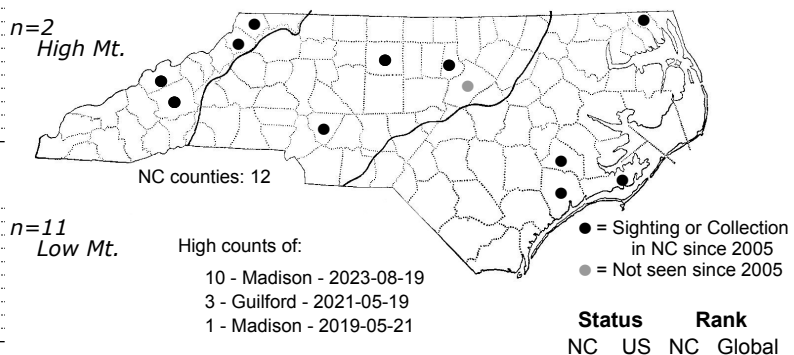 n=2
High Mt.
NC counties: 12
n=11
Low Mt.
High counts of:
10 - Madison - 2023-08-19
3 - Guilford - 2021-05-19
1 - Madison - 2019-05-21
= Sighting or Collection
in NC since 2005
= Not seen since 2005
Status Rank
NC US NC Global